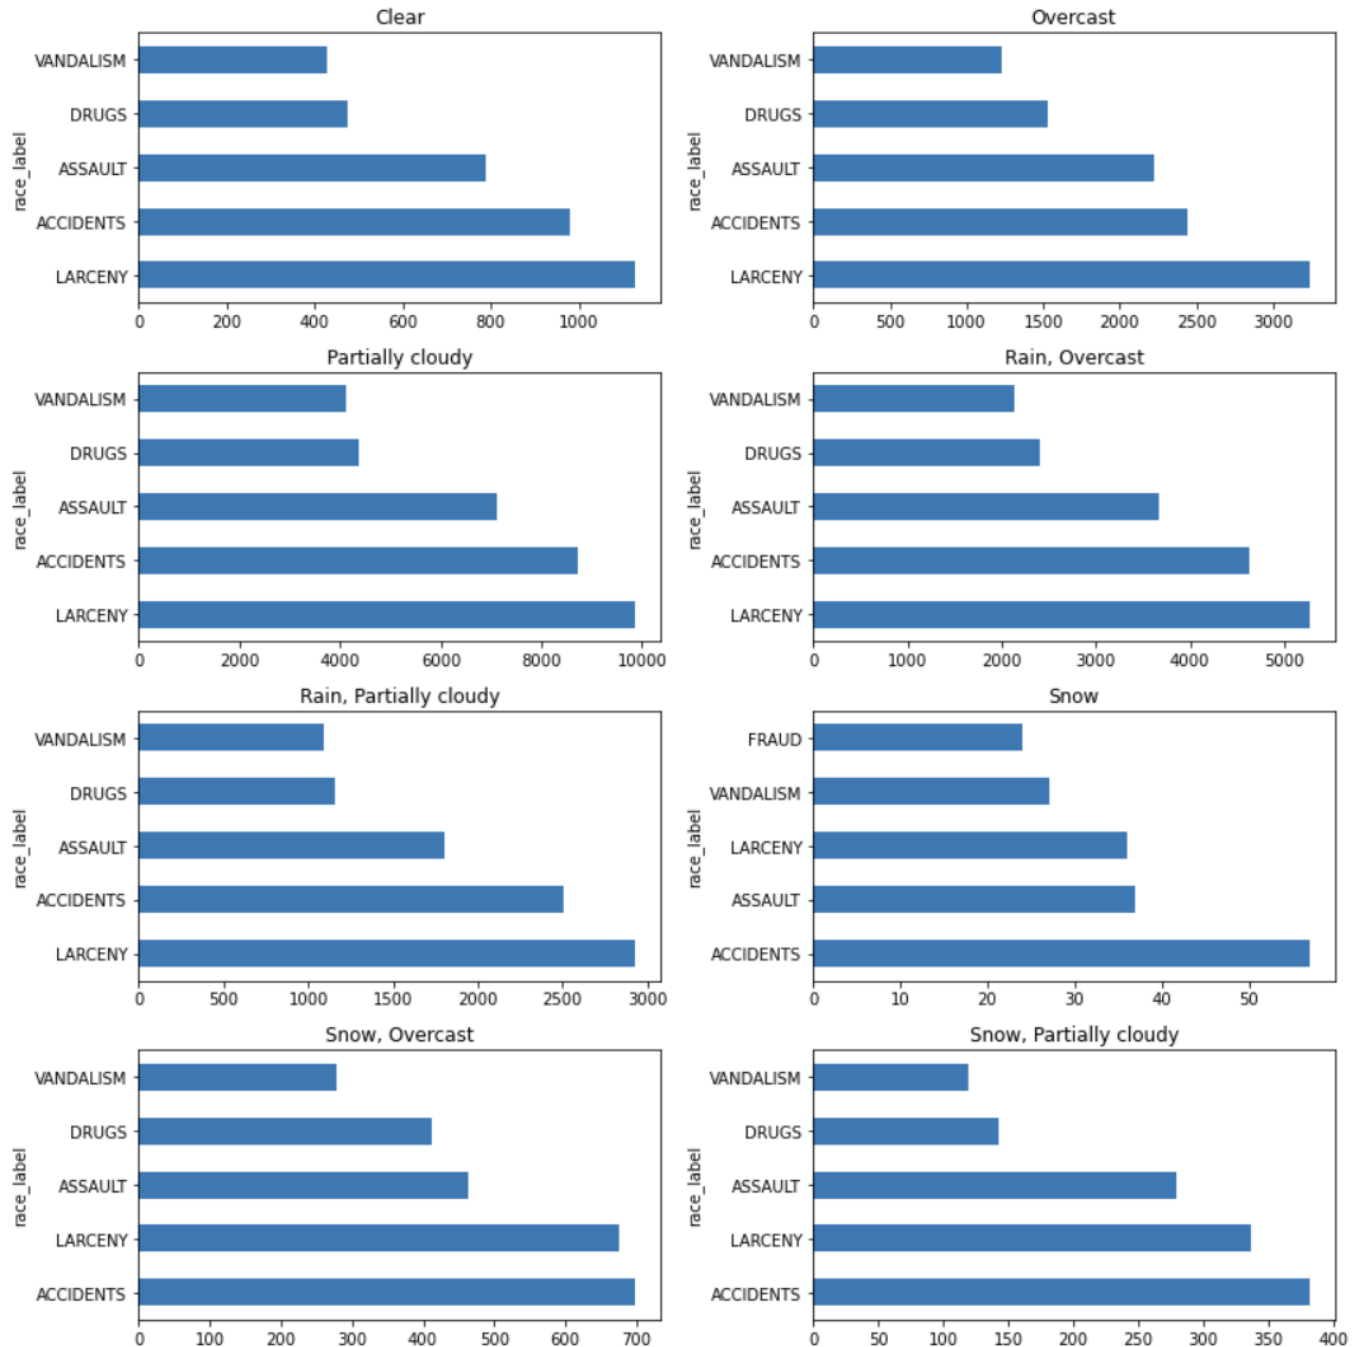 Clear
VANDALISM
DRUGS
ASSAULT
ACCIDENTS
LARCENY
race_label
0 200 400 600 800 1000
Overcast
VANDALISM
DRUGS
ASSAULT
ACCIDENTS
LARCENY
race_label
0 500 1000 1500 2000 2500 3000
Partially cloudy
VANDALISM
DRUGS
ASSAULT
ACCIDENTS
LARCENY
race_label
0 2000 4000 6000 8000 10000
Rain, Overcast
VANDALISM
DRUGS
ASSAULT
ACCIDENTS
LARCENY
race_label
0 1000 2000 3000 4000 5000
Rain, Partially cloudy
VANDALISM
DRUGS
ASSAULT
ACCIDENTS
LARCENY
race_label
0 500 1000 1500 2000 2500 3000
Snow
FRAUD
VANDALISM
LARCENY
ASSAULT
ACCIDENTS
race_label
0 10 20 30 40 50
Snow, Overcast
VANDALISM
DRUGS
ASSAULT
LARCENY
ACCIDENTS
race_label
0 100 200 300 400 500 600 700
Snow, Partially cloudy
VANDALISM
DRUGS
ASSAULT
LARCENY
ACCIDENTS
race_label
0 50 100 150 200 250 300 350 400